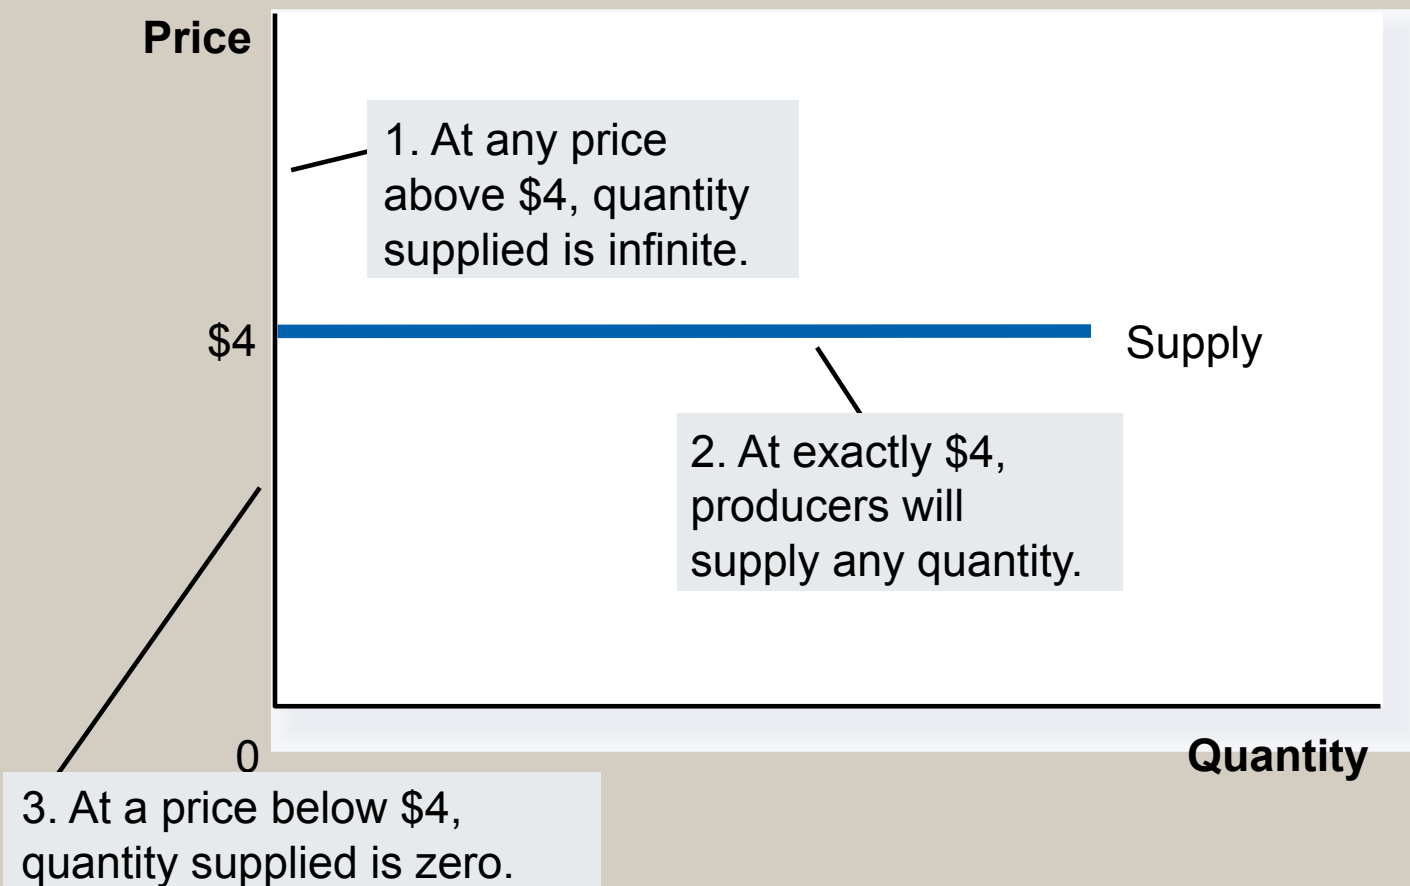 Price
1. At any price
above $4, quantity
supplied is infinite.
$4
Supply
2. At exactly $4,
producers will
supply any quantity.
0
Quantity
3. At a price below $4,
quantity supplied is zero.